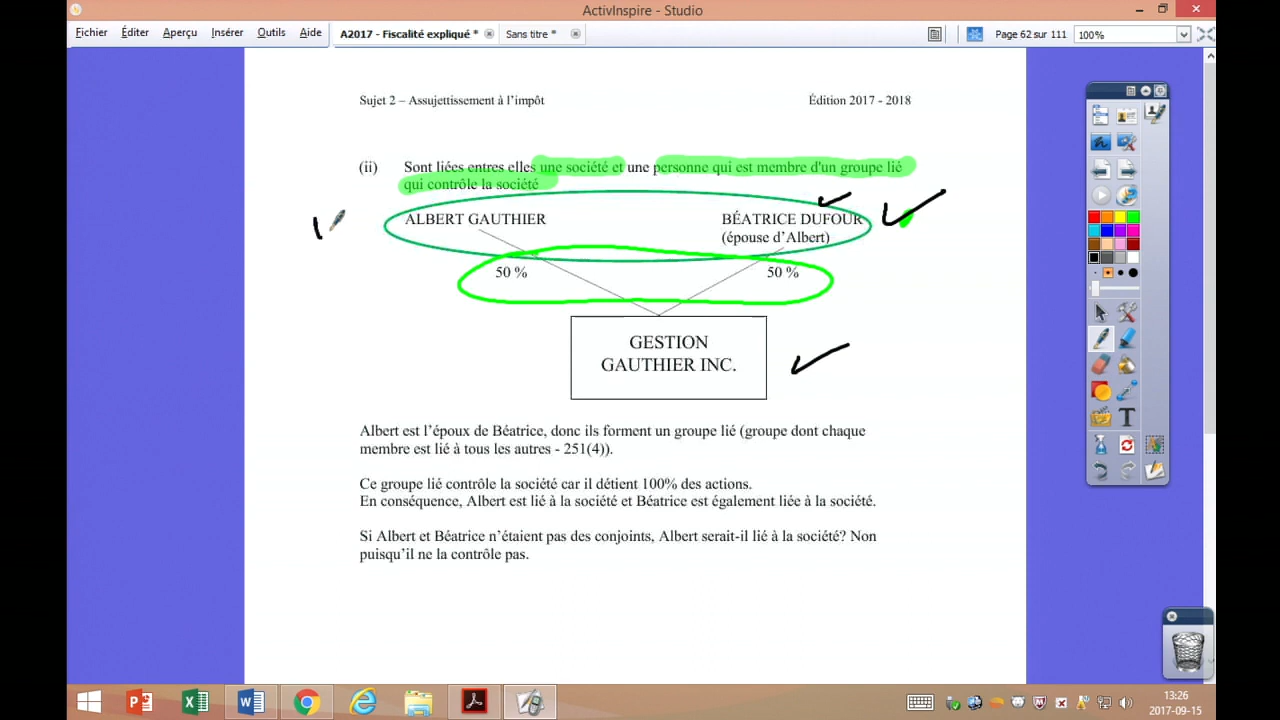 ActivInspire - Studio
Fichier Éditer Aperçu Insérer Outils Aide
A2017 - Fiscalité expliqué *
Sans titre *
Page 62 sur 111
100%
Sujet 2 – Assujettissement à l'impôt
Édition 2017 - 2018
(ii) Sont liées entres elles une société et une personne qui est membre d'un groupe lié
qui contrôle la société
ALBERT GAUTHIER
BÉATRICE DUFOUR
(épouse d'Albert)
50 %
50 %
GESTION
GAUTHIER INC.
Albert est l'époux de Béatrice, donc ils forment un groupe lié (groupe dont chaque
membre est lié à tous les autres - 251(4)).
Ce groupe lié contrôle la société car il détient 100% des actions.
En conséquence, Albert est lié à la société et Béatrice est également liée à la société.
Si Albert et Béatrice n'étaient pas des conjoints, Albert serait-il lié à la société? Non
puisqu'il ne la contrôle pas.
13:26
2017-09-15